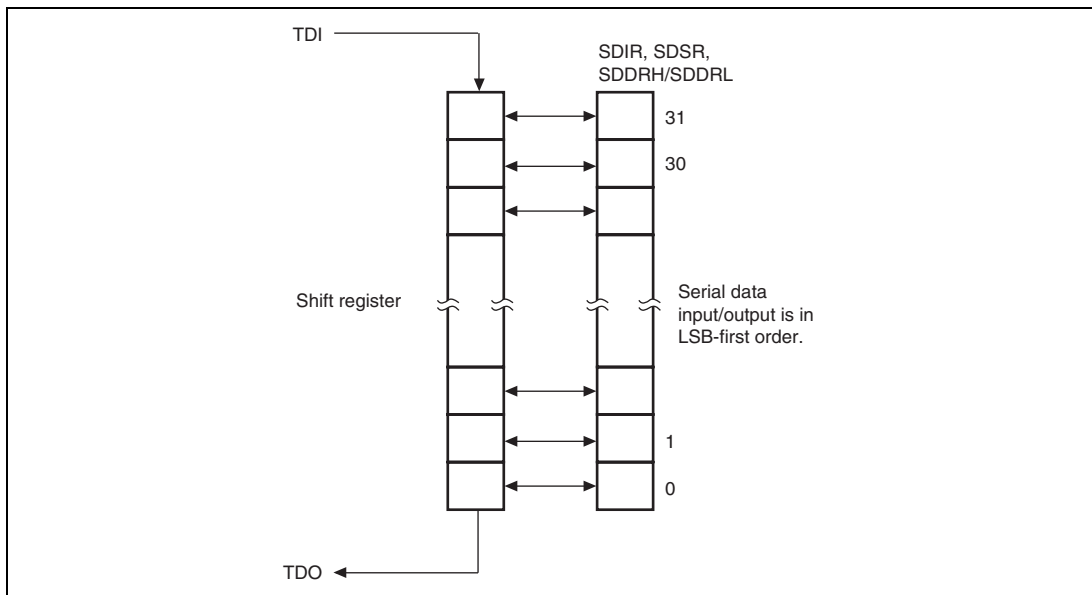 TDI
SDIR, SDSR,
SDDRH/SDDRL
31
30
Shift register
Serial data
input/output is in
LSB-first order.
1
0
TDO